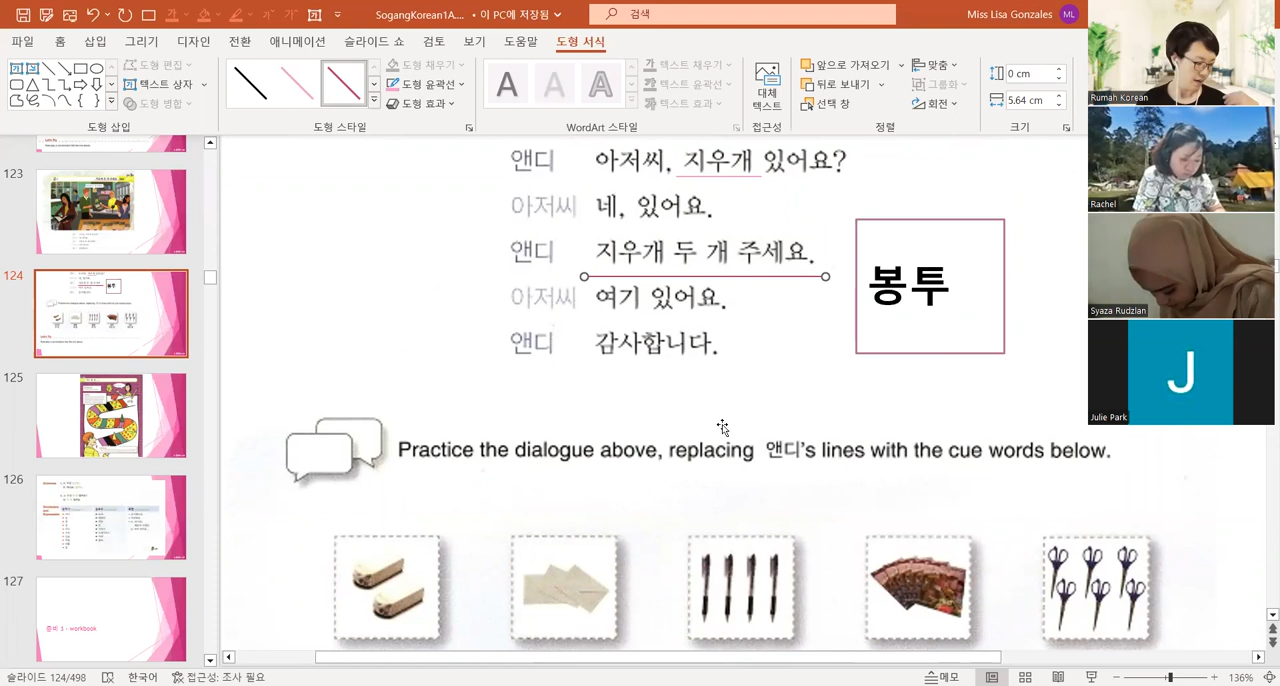 SogangKorean1A.... • 이 PC에 저장됨
검색
Miss Lisa Gonzales
ML
파일 홈 삽입 그리기 디자인 전환 애니메이션 슬라이드 쇼 검토 보기 도움말 도형 서식
도형 편집
텍스트 상자
도형 병합
도형 삽입
도형 채우기
도형 윤곽선
도형 효과
도형 스타일
A A A
텍스트 채우기
텍스트 윤곽선
텍스트 효과
WordArt 스타일
대체
텍스트
접근성
앞으로 가져오기
뒤로 보내기
선택 창
맞춤
그룹화
회전
정렬
0 cm
5.64 cm
크기
123
124
125
126
127
준비 3 - workbook
앤디 아저씨, 지우개 있어요?
아저씨 네, 있어요.
앤디 지우개 두 개 주세요.
아저씨 여기 있어요.
앤디 감사합니다.
봉투
Practice the dialogue above, replacing 앤디's lines with the cue words below.
Rumah Korean
Rachel
Syaza Rudzlan
J
Julie Park
슬라이드 124/498
한국어
접근성: 조사 필요
메모
136%